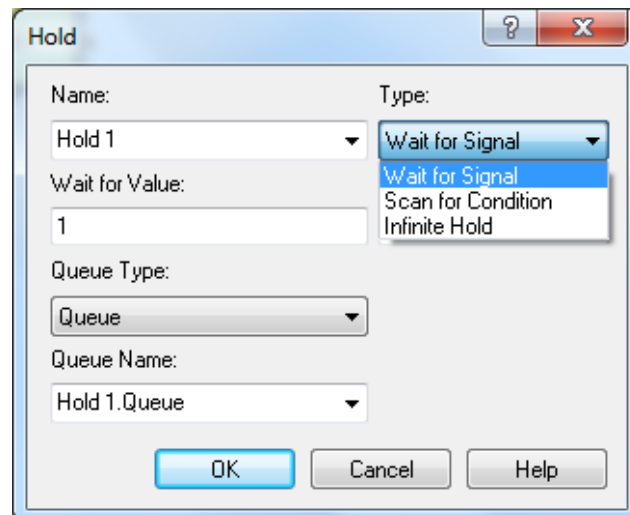 Hold
Name:
Type:
Hold 1
Wait for Signal
Wait for Signal
Scan for Condition
Infinite Hold
Wait for Value:
1
Queue Type:
Queue
Queue Name:
Hold 1.Queue
OK
Cancel
Help